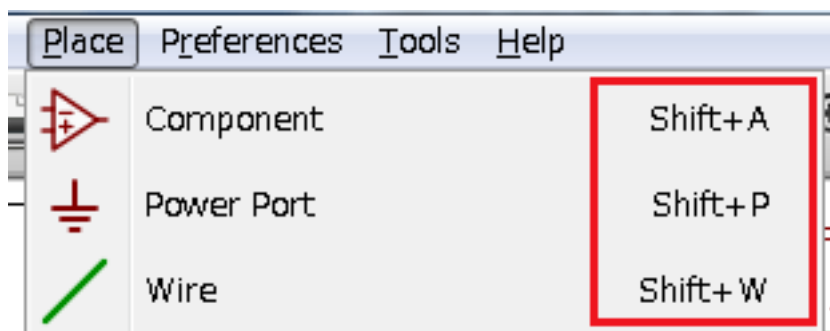 Place Preferences Tools Help
Component Shift+A
Power Port Shift+P
Wire Shift+W